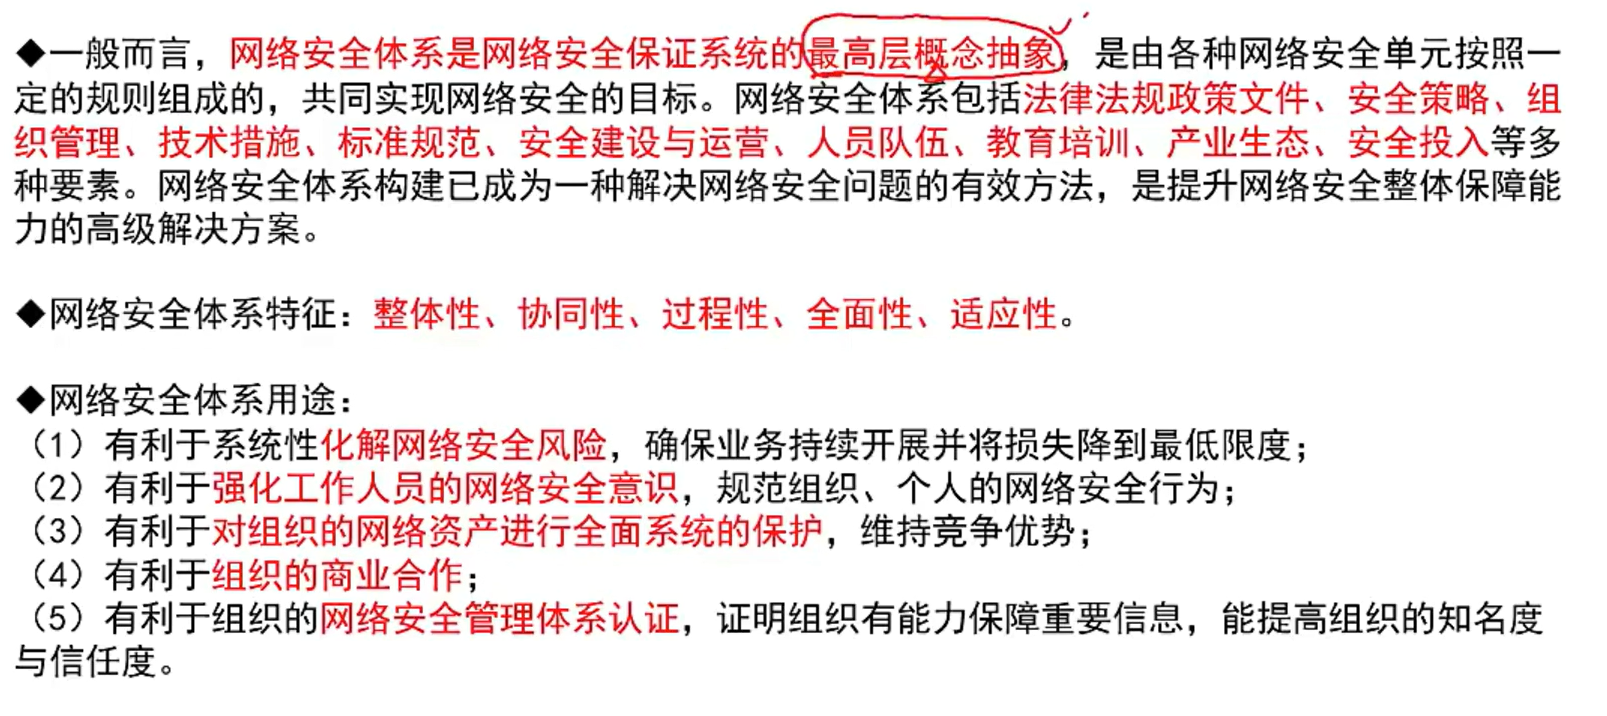 ◆一般而言，网络安全体系是网络安全保证系统的最高层概念抽象，是由各种网络安全单元按照一
定的规则组成的，共同实现网络安全的目标。网络安全体系包括法律法规政策文件、安全策略、组
织管理、技术措施、标准规范、安全建设与运营、人员队伍、教育培训、产业生态、安全投入等多
种要素。网络安全体系构建已成为一种解决网络安全问题的有效方法，是提升网络安全整体保障能
力的高级解决方案。
◆网络安全体系特征：整体性、协同性、过程性、全面性、适应性。
◆网络安全体系用途：
（1）有利于系统性化解网络安全风险，确保业务持续开展并将损失降到最低限度；
（2）有利于强化工作人员的网络安全意识，规范组织、个人的网络安全行为；
（3）有利于对组织的网络资产进行全面系统的保护，维持竞争优势；
（4）有利于组织的商业合作；
（5）有利于组织的网络安全管理体系认证，证明组织有能力保障重要信息，能提高组织的知名度
与信任度。